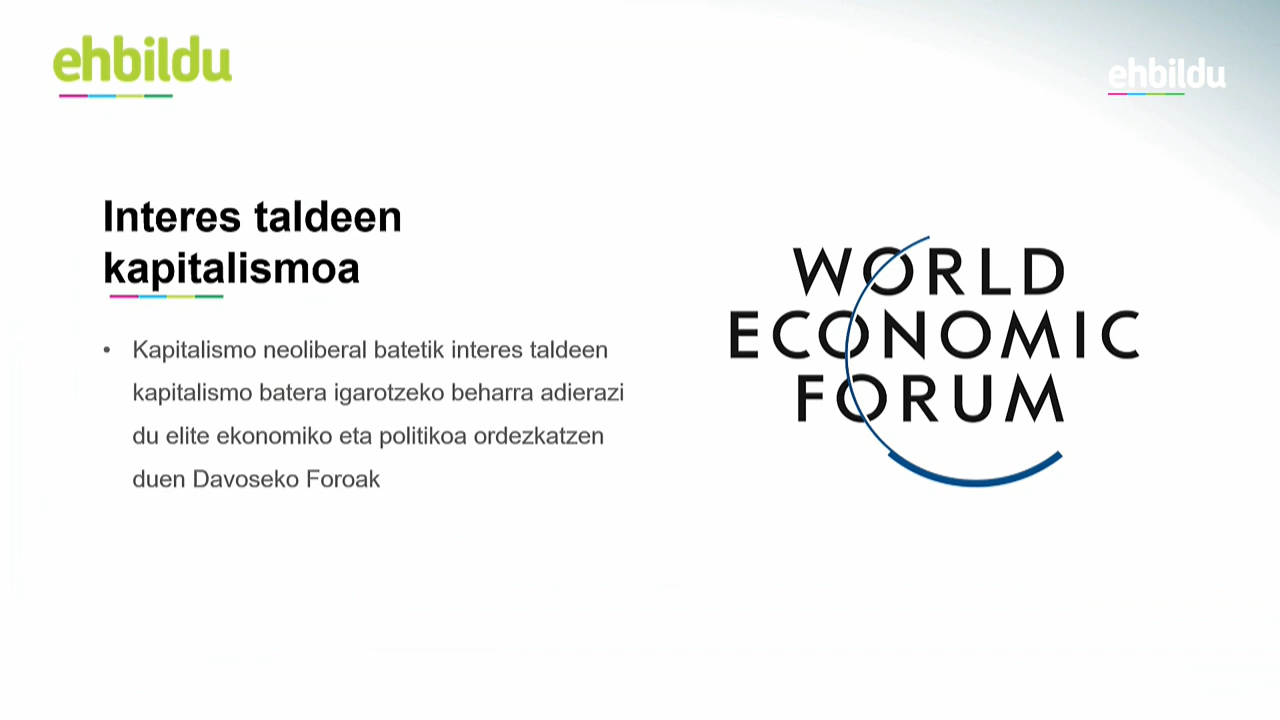 ehbildu
ehbildu
Interes taldeen
kapitalismoa
• Kapitalismo neoliberal batetik interes taldeen
kapitalismo batera igarotzeko beharra adierazi
du elite ekonomiko eta politikoa ordezkatzen
duen Davoseko Foroak
WORLD
ECONOMIC
FORUM